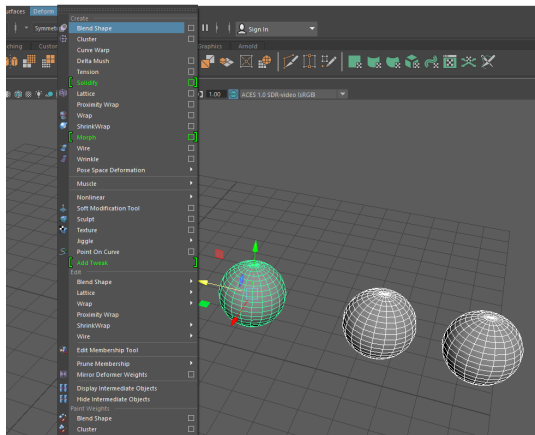 urfaces Deform
Symmet
Sign in
ching Custor
Graphics Arnold
1.00 ACES 1.0 SDR-video (sRGB)
Create
Blend Shape
Cluster
Curve Warp
Delta Mush
Tension
Solidify
Lattice
Proximity Wrap
Wrap
ShrinkWrap
Morph
Wire
Wrinkle
Pose Space Deformation
Muscle
Nonlinear
Soft Modification Tool
Sculpt
Texture
Jiggle
Point On Curve
Add Tweak
Edit
Blend Shape
Lattice
Wrap
Proximity Wrap
ShrinkWrap
Wire
Edit Membership Tool
Prune Membership
Mirror Deformer Weights
Display Intermediate Objects
Hide Intermediate Objects
Paint Weights
Blend Shape
Cluster